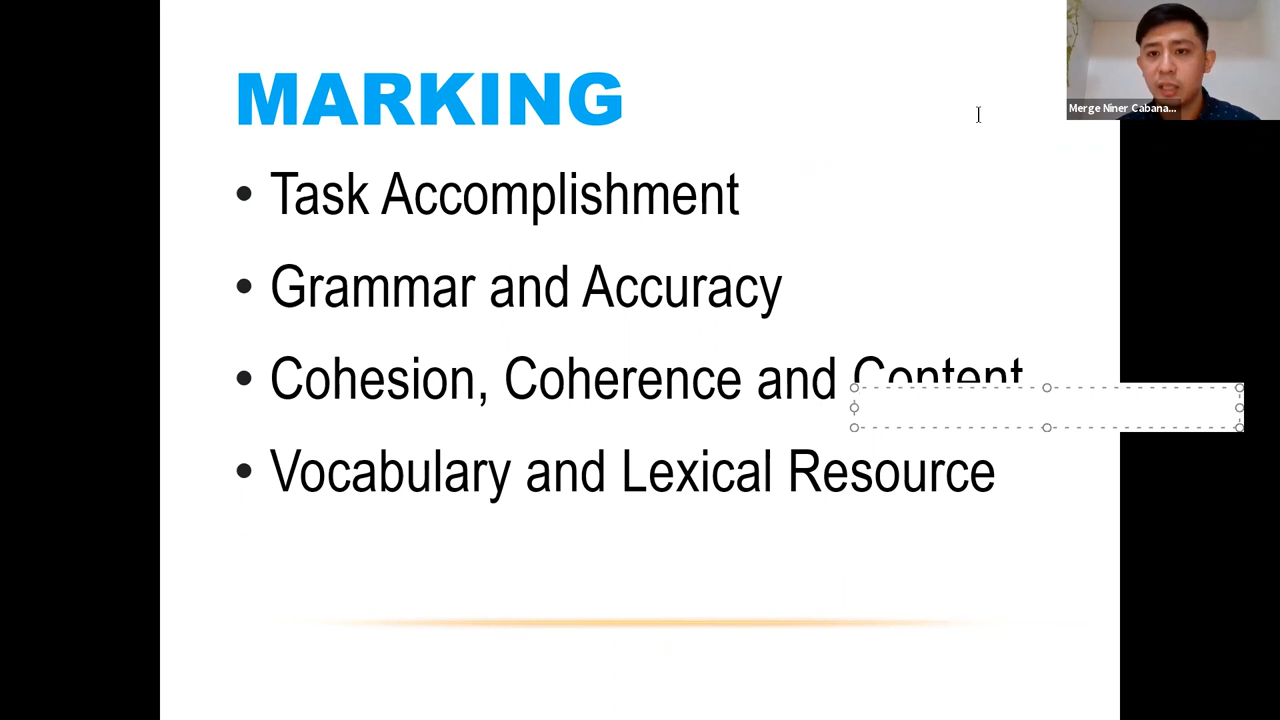 MARKING
• Task Accomplishment
• Grammar and Accuracy
• Cohesion, Coherence and Content
• Vocabulary and Lexical Resource
Merge Niner Cabana...